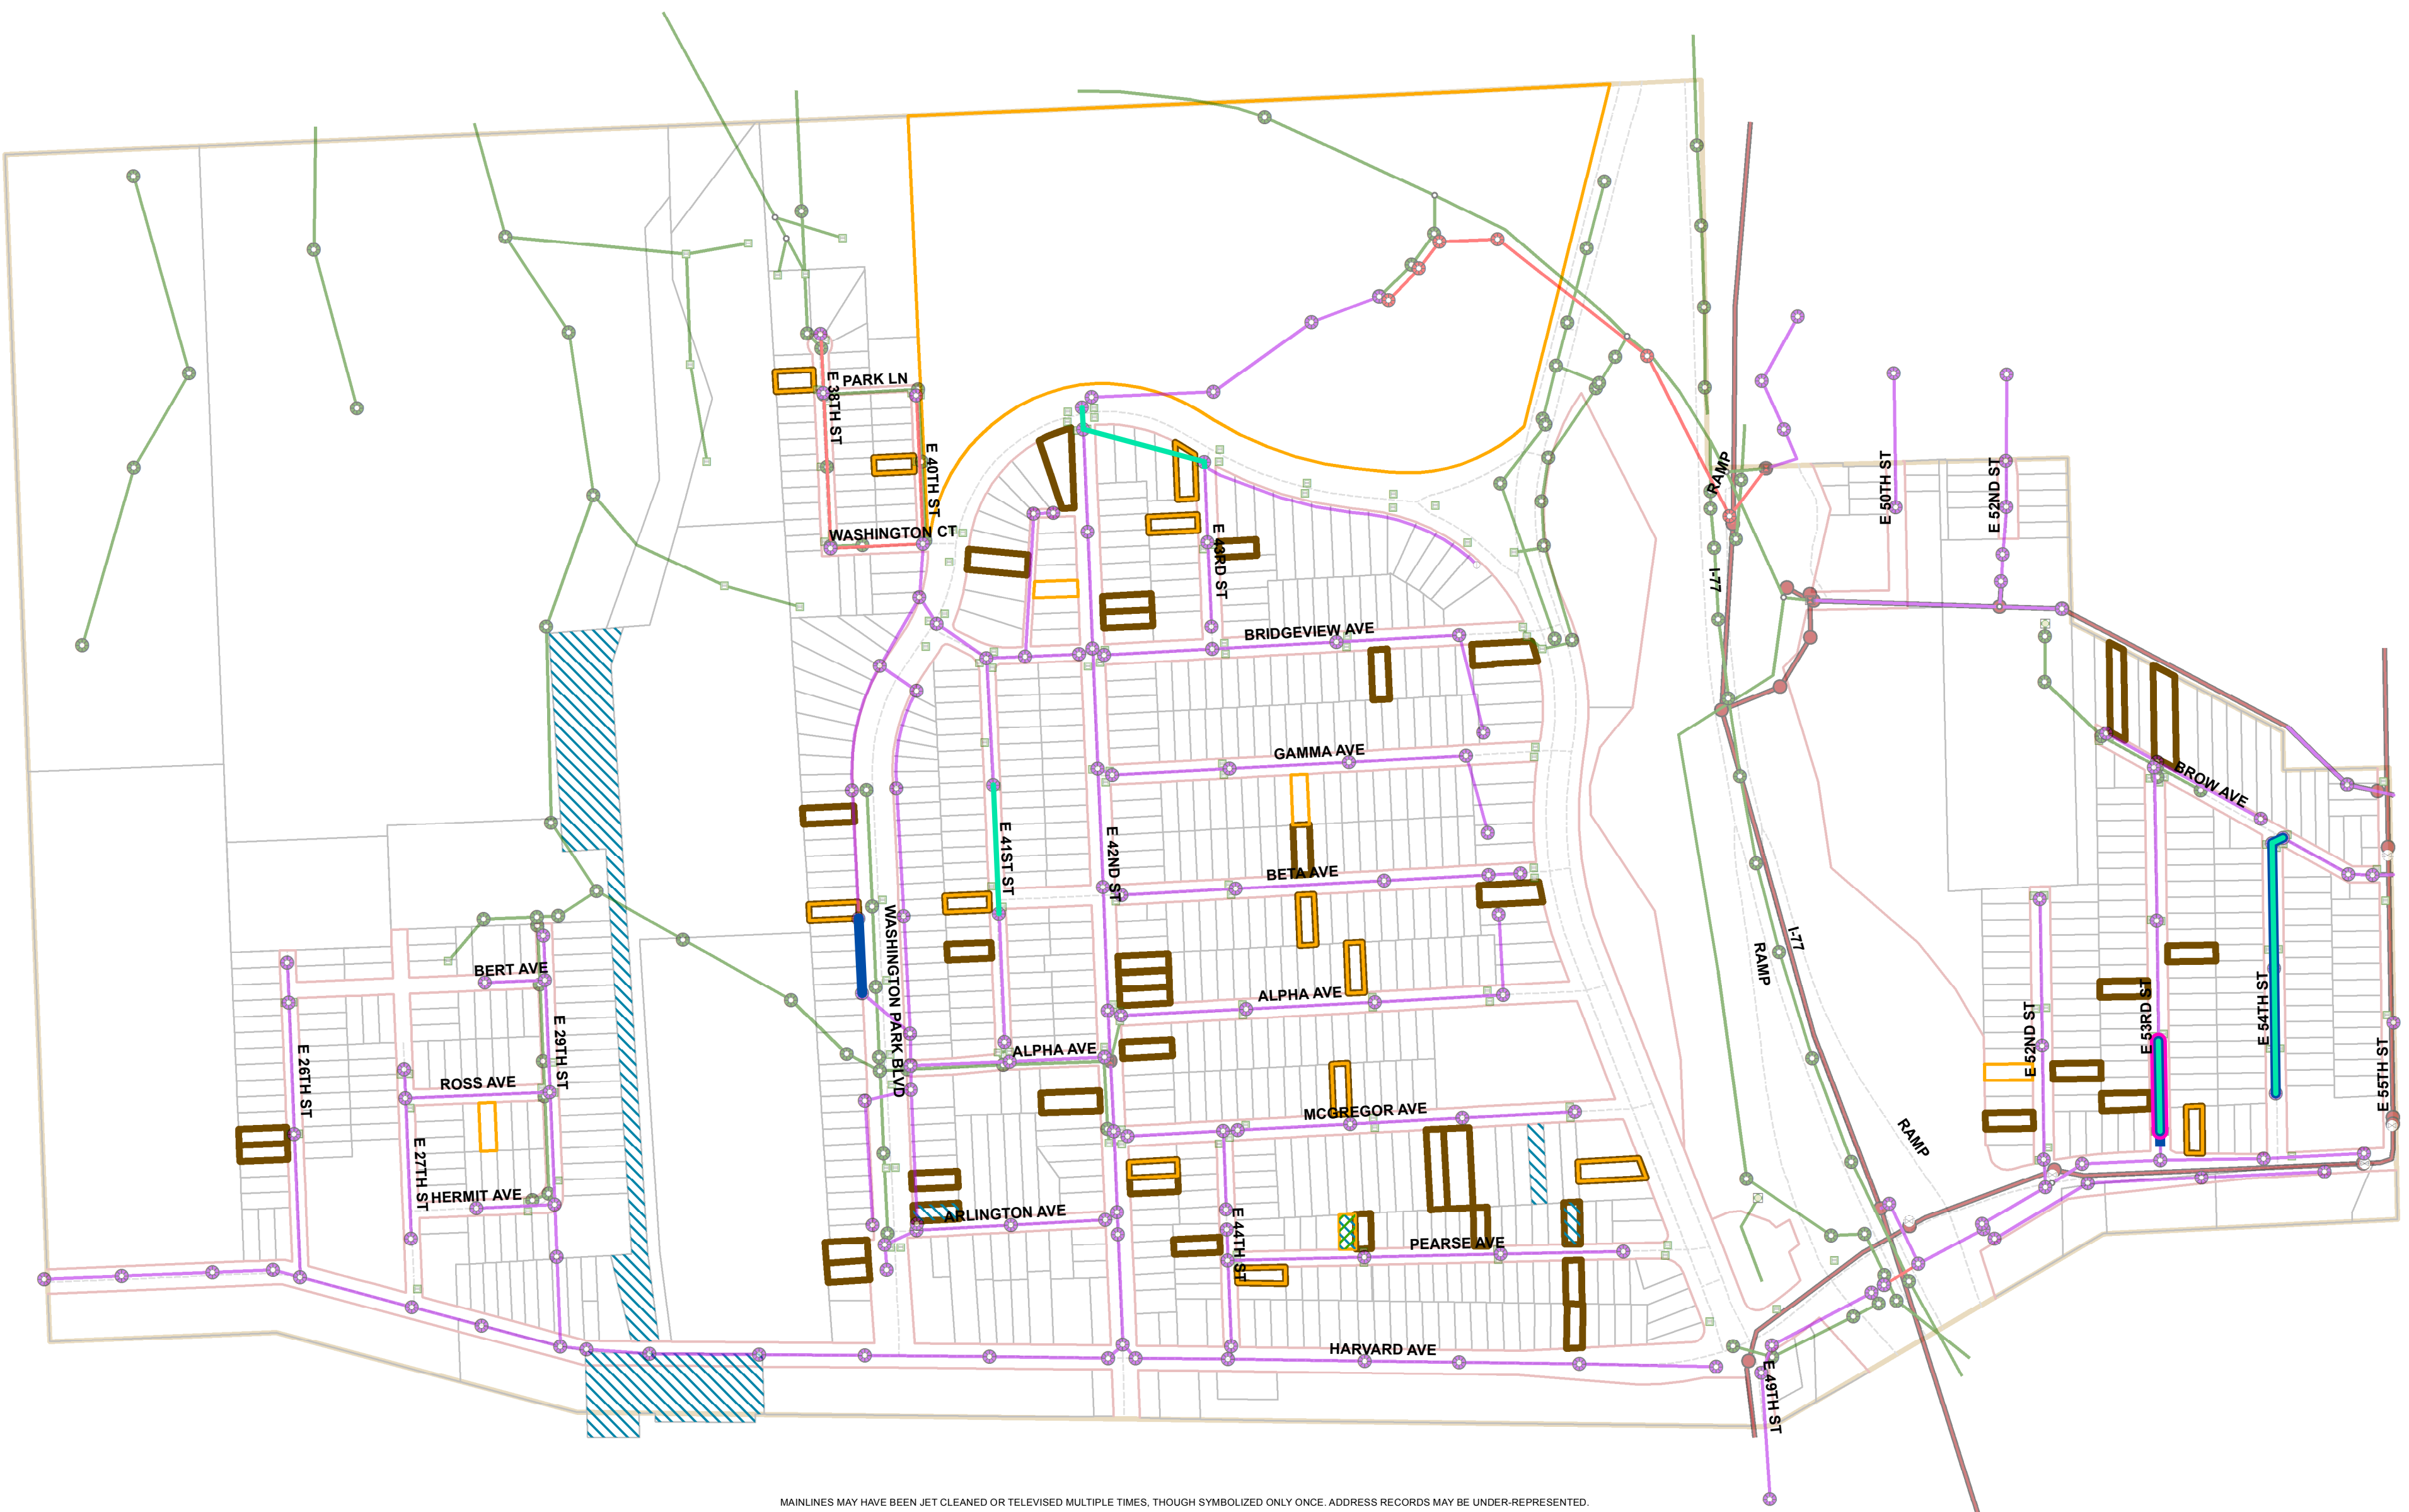 PARK LN
E 38TH ST
E 40TH ST
WASHINGTON CT
E 43RD ST
BRIDGEVIEW AVE
RAMP
I-77
E 50TH ST
E 52ND ST
GAMMA AVE
BROW AVE
E 41ST ST
E 42ND ST
BETA AVE
WASHINGTON PARK BLVD
ALPHA AVE
ALPHA AVE
I-77
RAMP
BERT AVE
E 26TH ST
E 29TH ST
ROSS AVE
E 27TH ST
HERMIT AVE
MCGREGOR AVE
ARLINGTON AVE
E 44TH ST
PEARSE AVE
HARVARD AVE
RAMP
E 52ND ST
E 53RD ST
E 54TH ST
E 55TH ST
E 49TH ST
MAINLINES MAY HAVE BEEN JET CLEANED OR TELEVISED MULTIPLE TIMES, THOUGH SYMBOLIZED ONLY ONCE. ADDRESS RECORDS MAY BE UNDER-REPRESENTED.